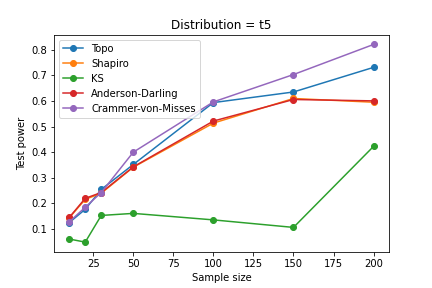 Distribution = t5
Topo
Shapiro
KS
Anderson-Darling
Crammer-von-Misses
Test power
0.8
0.7
0.6
0.5
0.4
0.3
0.2
0.1
25
50
75
100
125
150
175
200
Sample size